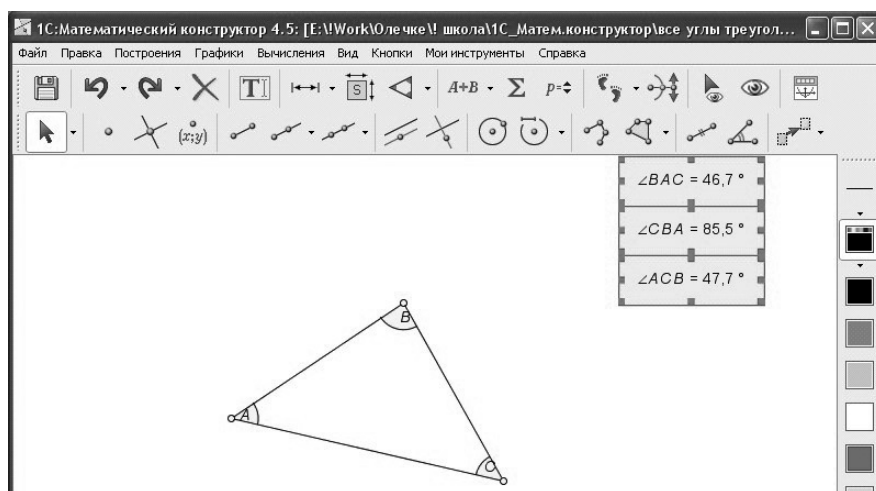 1С:Математический конструктор 4.5: [E:\!Work\Олечке\! школа\1С_Матем.конструктор\все углы треугол...
Файл Правка Построения Графики Вычисления Вид Кнопки Мои инструменты Справка
T S A+B Σ P=
(x;y)
∠BAC = 46,7 °
∠CBA = 85,5 °
∠ACB = 47,7 °
B
A
C